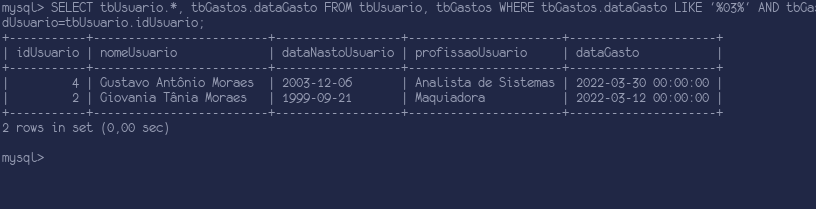 mysql> SELECT tbUsuario.*, tbGastos.dataGasto FROM tbUsuario, tbGastos WHERE tbGastos.dataGasto LIKE '%03%' AND tbGas
dUsuario=tbUsuario.idUsuario;
+-----------+-----------------------+-----------------+---------------------+---------------------+
| idUsuario | nomeUsuario | dataNastoUsuario | profissaoUsuario | dataGasto |
+-----------+-----------------------+-----------------+---------------------+---------------------+
| 4 | Gustavo Antônio Moraes | 2003-12-06 | Analista de Sistemas | 2022-03-30 00:00:00 |
| 2 | Giovania Tânia Moraes | 1999-09-21 | Maquiadora | 2022-03-12 00:00:00 |
+-----------+-----------------------+-----------------+---------------------+---------------------+
2 rows in set (0,00 sec)
mysql>